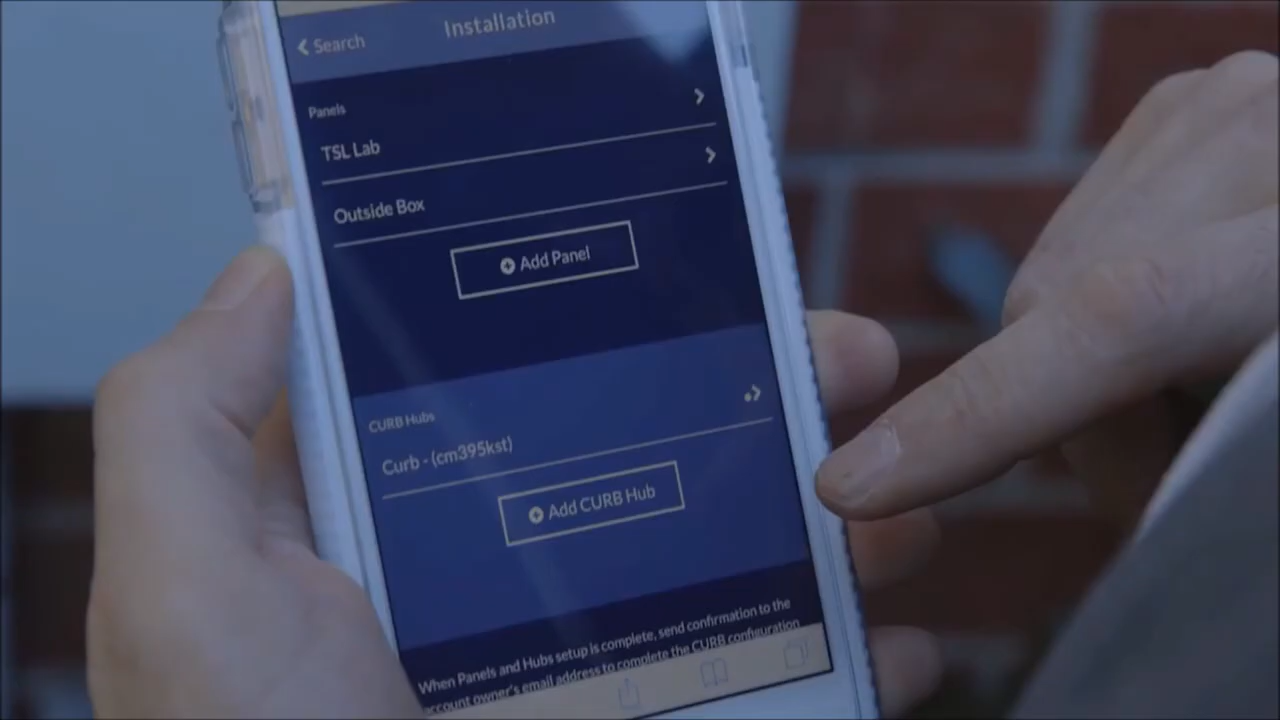 Search
Installation
Panels
TSL Lab
Outside Box
Add Panel
CURB Hubs
Curb - (cm395kst)
Add CURB Hub
When Panels and Hubs setup is complete, send confirmation to the
account owner's email address to complete the CURB configuration